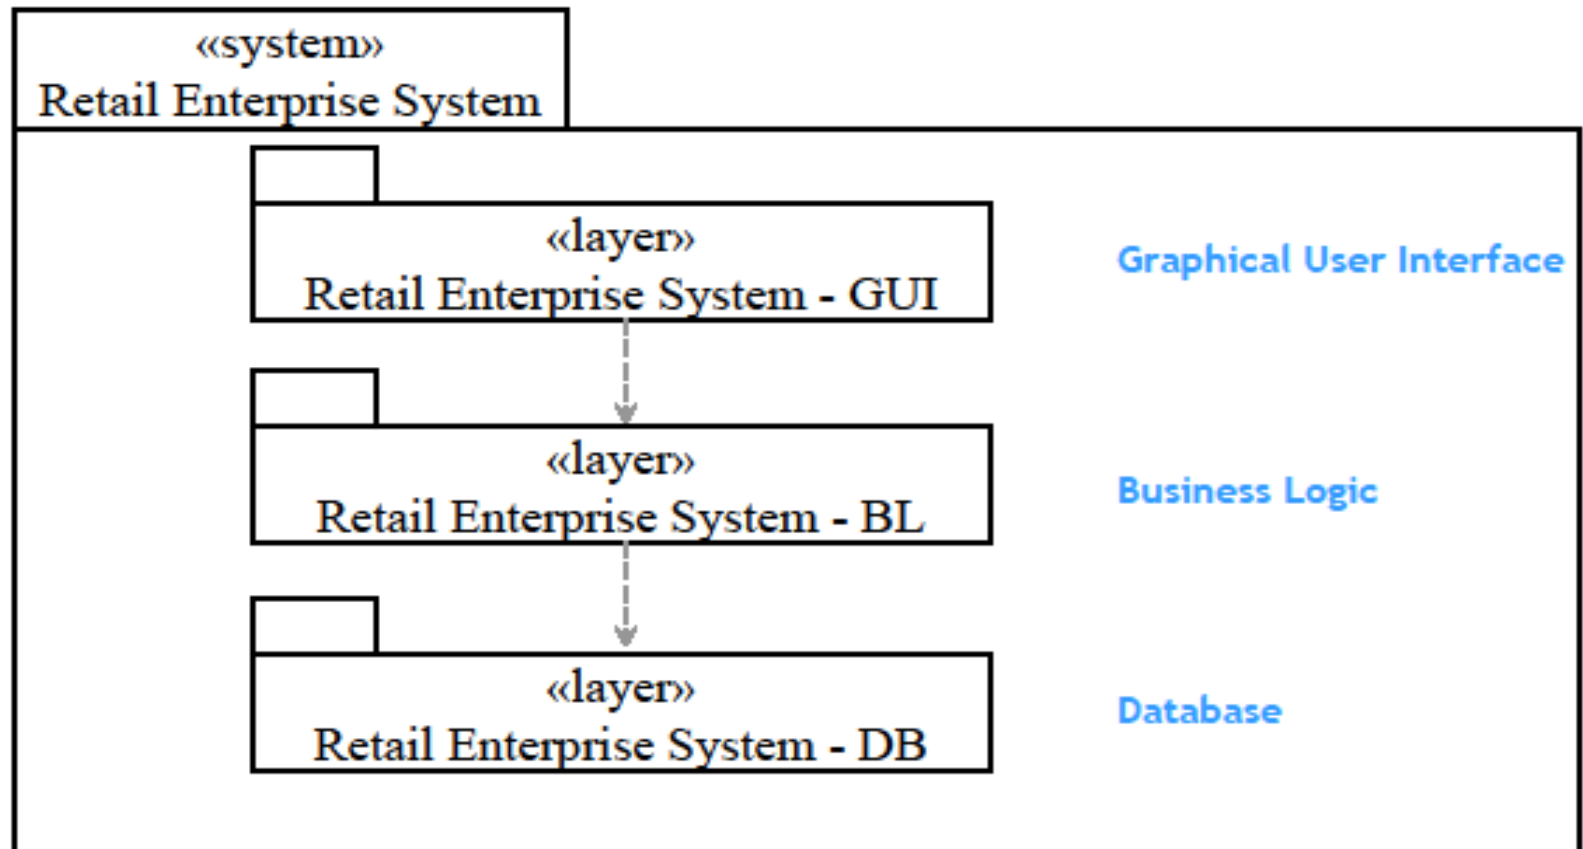 «system»
Retail Enterprise System
«layer»
Retail Enterprise System - GUI
Graphical User Interface
«layer»
Retail Enterprise System - BL
Business Logic
«layer»
Retail Enterprise System - DB
Database